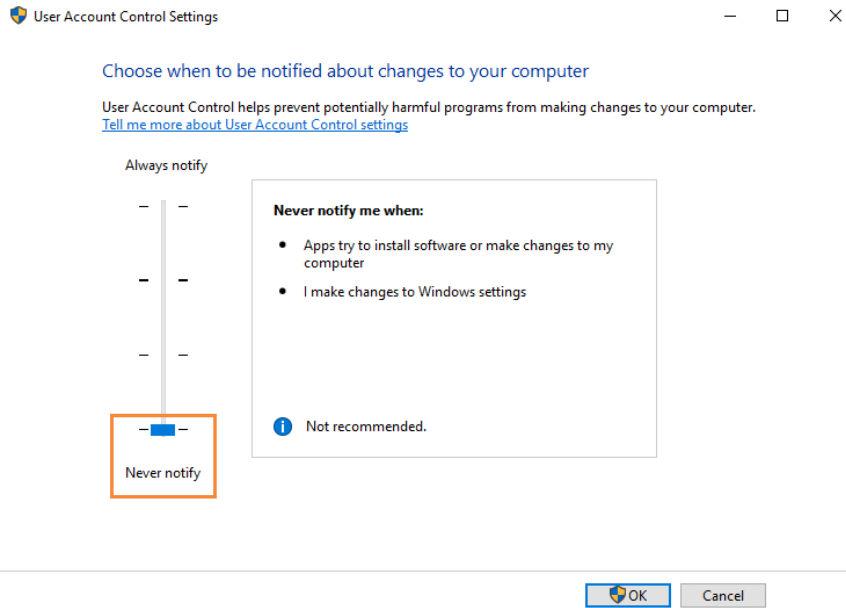 User Account Control Settings
Choose when to be notified about changes to your computer
User Account Control helps prevent potentially harmful programs from making changes to your computer.
Tell me more about User Account Control settings
Always notify
Never notify me when:
Apps try to install software or make changes to my
computer
I make changes to Windows settings
Not recommended.
Never notify
OK
Cancel